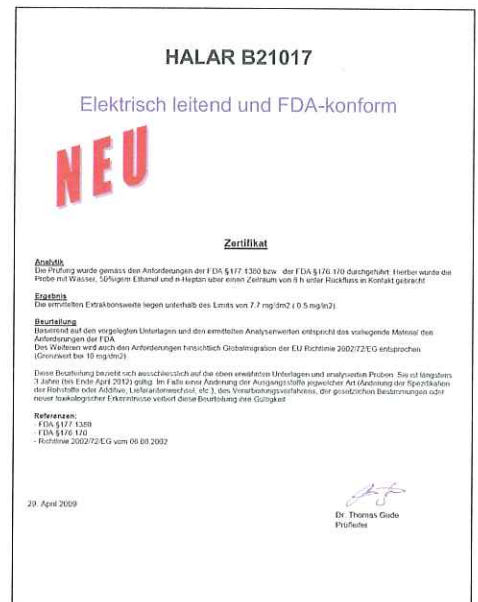 HALAR B21017
Elektrisch leitend und FDA-konform
NEU
Zertifikat
Analytik
Die Prüfung wurde gemäss den Anforderungen der FDA §177.1380 bzw. der FDA §176.170 durchgeführt. Hierbei wurde die
Probe mit Wasser, 50%igem Ethanol und n-Heptan über einen Zeitraum von 8 h unter Rückfluss in Kontakt gebracht
Ergebnis
Die ermittelten Extraktionswerte liegen unterhalb des Limits von 7.7 mg/dm2 ( 0.5 mg/in2).
Beurteilung
Basierend auf den vorgelegten Unterlagen und den ermittelten Analysenwerten entspricht das vorliegende Material den
Anforderungen der FDA.
Des Weiteren wird auch den Anforderungen hinsichtlich Globalmigration der EU Richtlinie 2002/72/EG entsprochen
(Grenzwert bei 10 mg/dm2).
Diese Beurteilung bezieht sich ausschliesslich auf die oben erwähnten Unterlagen und analysierten Proben. Sie ist längstens
3 Jahre (bis Ende April 2012) gültig. Im Falle einer Änderung der Ausgangsstoffe jegwelcher Art (Änderung der Spezifikation
der Rohstoffe oder Additive, Lieferantenwechsel, etc.), des Verarbeitungsverfahrens, der gesetzlichen Bestimmungen oder
neuer toxikologischer Erkenntnisse verliert diese Beurteilung ihre Gültigkeit
Referenzen:
- FDA §177.1380
- FDA §176.170
- Richtlinie 2002/72/EG vom 06.08.2002
29. April 2009
Dr. Thomas Gude
Prüfleiter